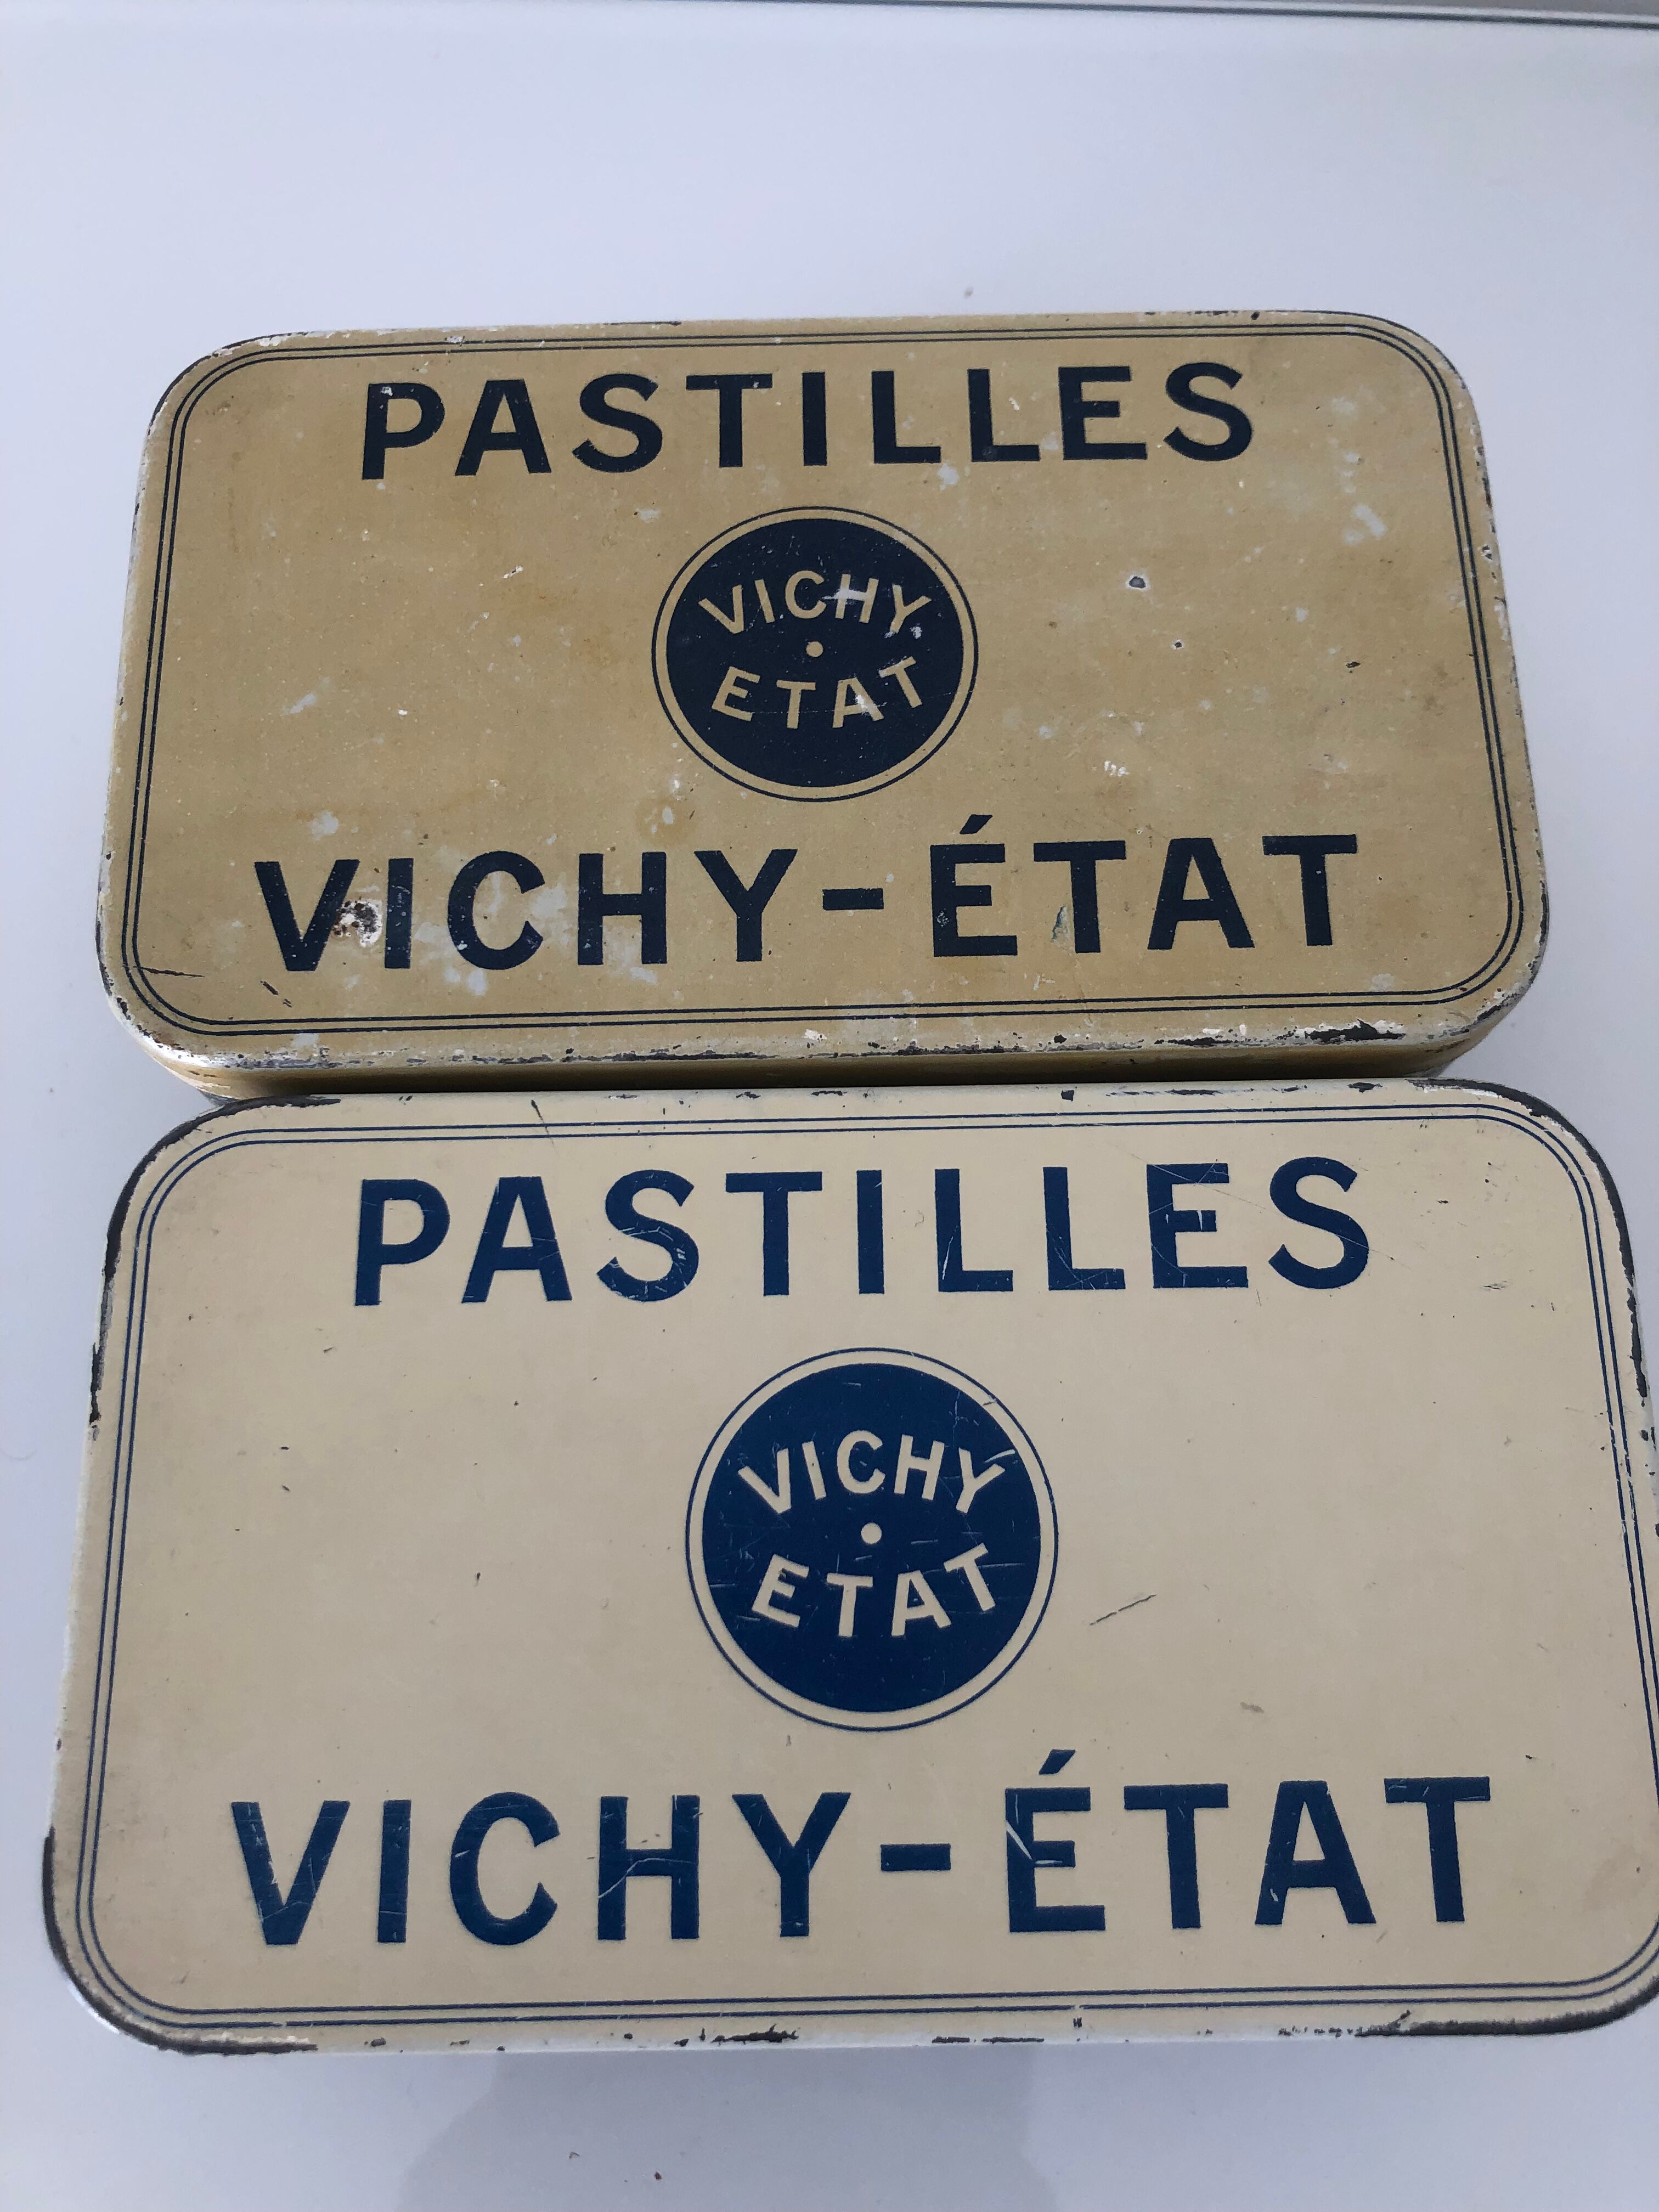 PASTILLES
VICHY
ETAT
VICHY-ÉTAT
PASTILLES
VICHY
ETAT
VICHY-ÉTAT